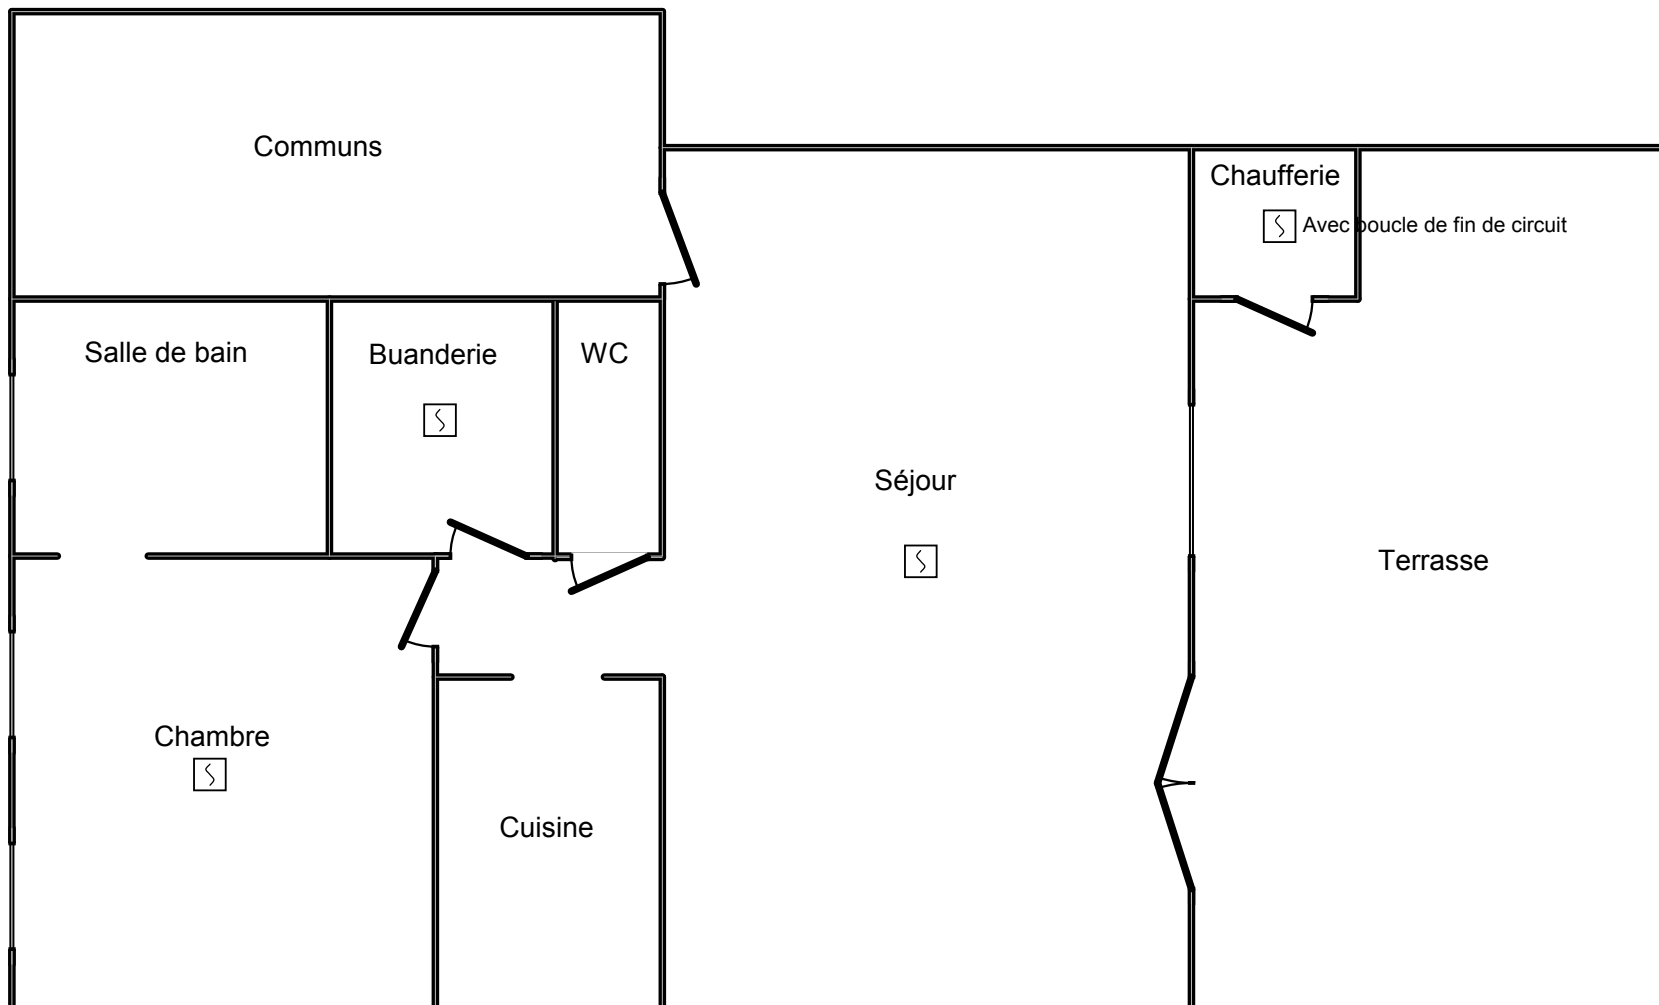 Communs
Chaufferie
Avec boucle de fin de circuit
Salle de bain
Buanderie
WC
Séjour
Terrasse
Chambre
Cuisine